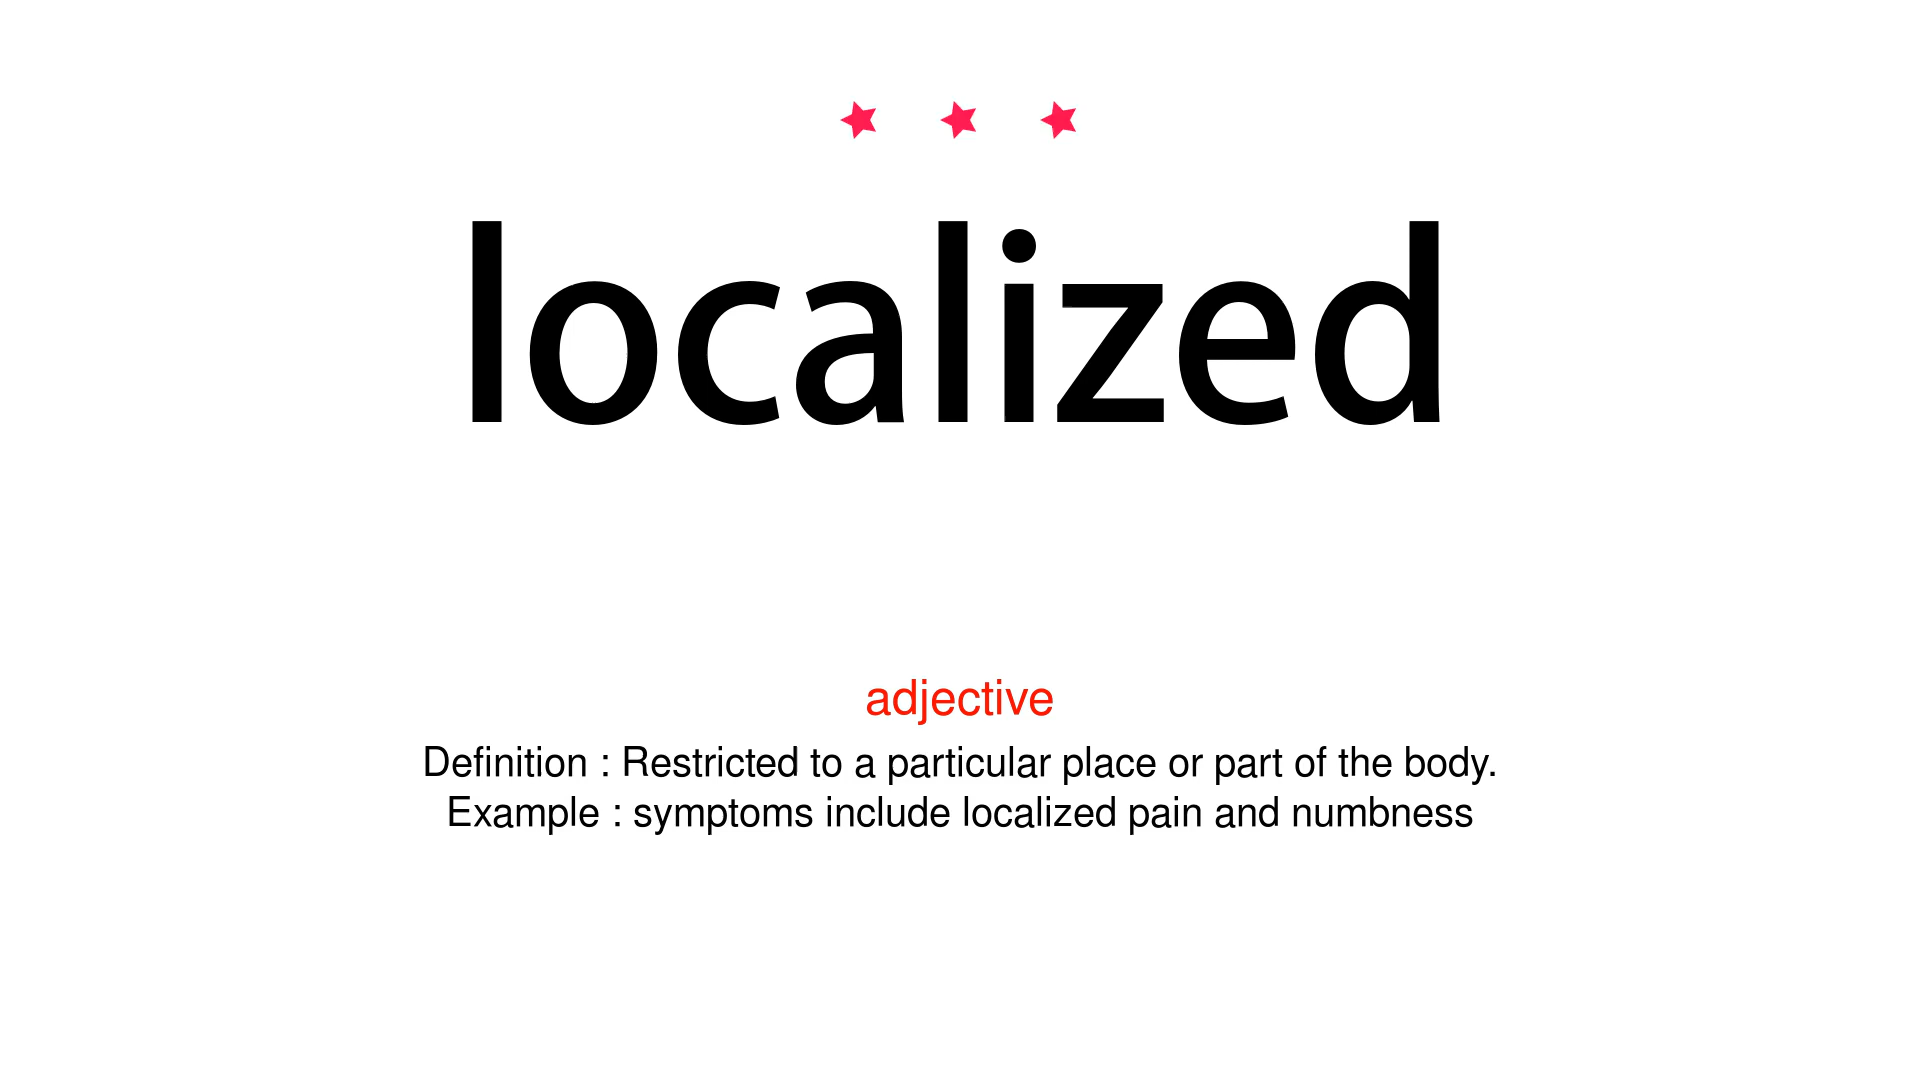 localized
adjective
Definition : Restricted to a particular place or part of the body.
Example : symptoms include localized pain and numbness